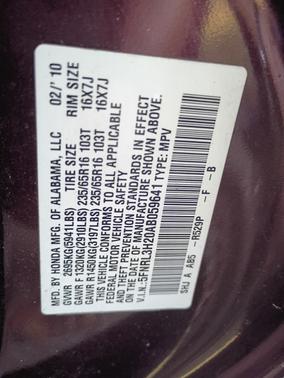 MFD. BY HONDA MFG. OF ALABAMA, LLC 02/' 10
GVWR 2695KG(5941LBS) TIRE SIZE RIM SIZE
GAWR F 1320KG(2910LBS) 235/65R16 103T 16X7J
GAWR R 1450KG(3197LBS) 235/65R16 103T 16X7J
THIS VEHICLE CONFORMS TO ALL APPLICABLE
FEDERAL MOTOR VEHICLE SAFETY AND
THEFT PREVENTION STANDARDS IN EFFECT
ON THE DATE OF MANUFACTURE SHOWN ABOVE.
V.I.N.: 5FNRL3H20AB059641 TYPE: MPV
SHJ A AB5 -R529P -F -B